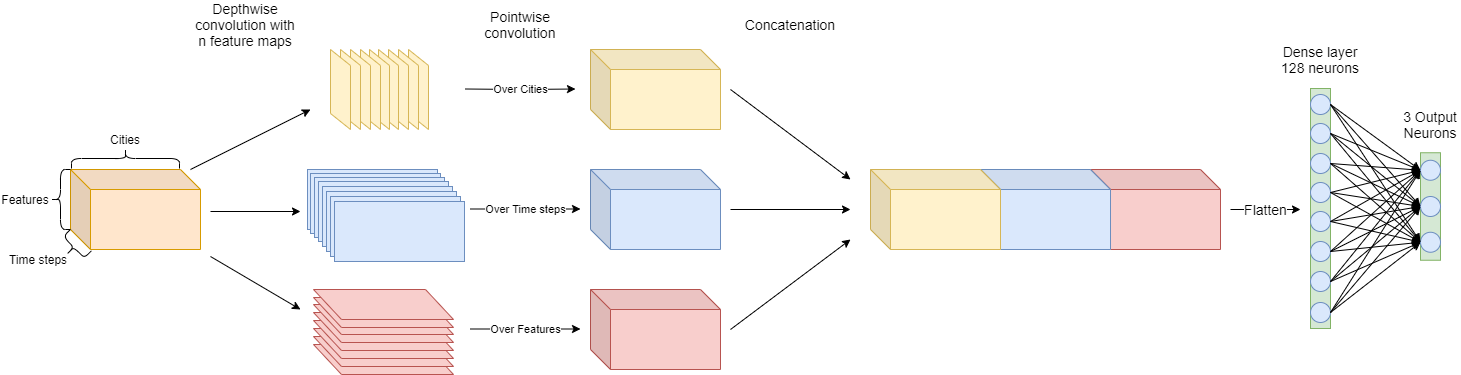 Depthwise
convolution with
n feature maps
Pointwise
convolution
Concatenation
Dense layer
128 neurons
3 Output
Neurons
Cities
Features
Time steps
Over Cities
Over Time steps
Over Features
Flatten